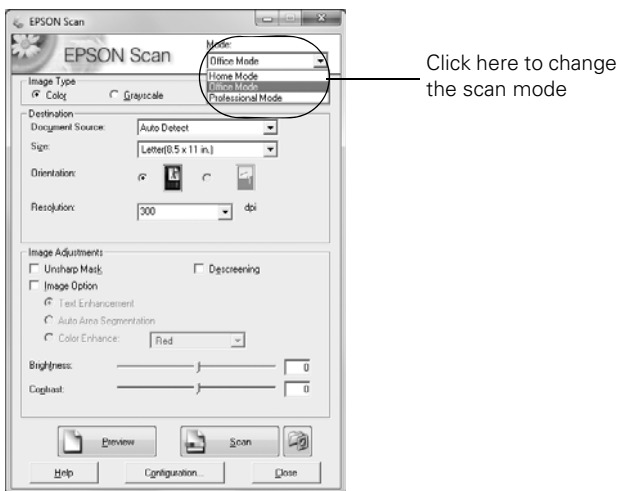 EPSON Scan
EPSON Scan
Mode:
Office Mode
Home Mode
Office Mode
Professional Mode
Click here to change
the scan mode
Image Type
Color Grayscale
Destination
Document Source: Auto Detect
Size: Letter(8.5 x 11 in.)
Orientation:
Resolution: 300 dpi
Image Adjustments
Unsharp Mask Descreening
Image Option
Text Enhancement
Auto Area Segmentation
Color Enhance: Red
Brightness: 0
Contrast: 0
Preview Scan
Help Configuration... Close